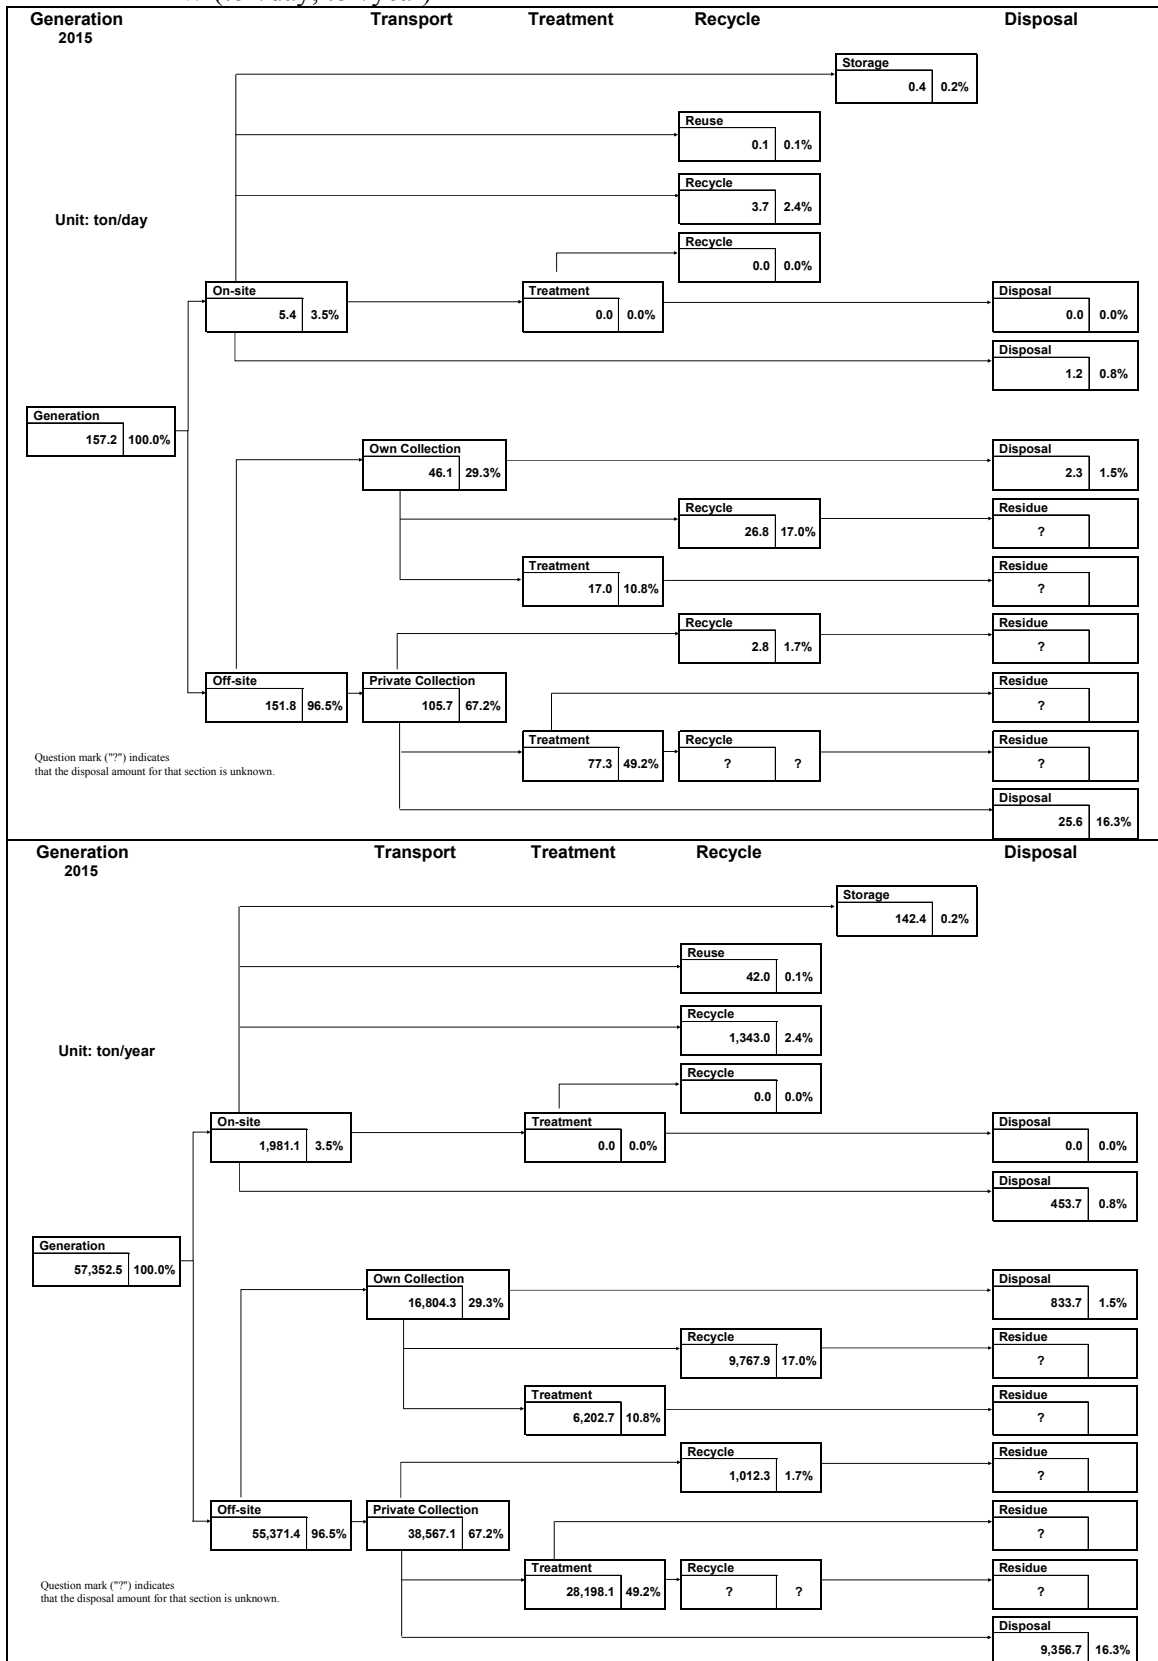 Generation Transport Treatment Recycle Disposal
2015
Storage
0.4 0.2%
Reuse
0.1 0.1%
Recycle
3.7 2.4%
Unit: ton/day
Recycle
0.0 0.0%
On-site Treatment Disposal
5.4 3.5% 0.0 0.0% 0.0 0.0%
Disposal
1.2 0.8%
Generation
157.2 100.0%
Own Collection Disposal
46.1 29.3% 2.3 1.5%
Recycle Residue
26.8 17.0% ?
Treatment Residue
17.0 10.8% ?
Recycle Residue
2.8 1.7% ?
Off-site Private Collection Residue
151.8 96.5% 105.7 67.2% ?
Treatment Recycle Residue
77.3 49.2% ? ? ?
Question mark ("?") indicates
that the disposal amount for that section is unknown.
Disposal
25.6 16.3%
Generation Transport Treatment Recycle Disposal
2015
Storage
142.4 0.2%
Reuse
42.0 0.1%
Recycle
1,343.0 2.4%
Unit: ton/year
Recycle
0.0 0.0%
On-site Treatment Disposal
1,981.1 3.5% 0.0 0.0% 0.0 0.0%
Disposal
453.7 0.8%
Generation
57,352.5 100.0%
Own Collection Disposal
16,804.3 29.3% 833.7 1.5%
Recycle Residue
9,767.9 17.0% ?
Treatment Residue
6,202.7 10.8% ?
Recycle Residue
1,012.3 1.7% ?
Off-site Private Collection Residue
55,371.4 96.5% 38,567.1 67.2% ?
Treatment Recycle Residue
28,198.1 49.2% ? ? ?
Question mark ("?") indicates
that the disposal amount for that section is unknown.
Disposal
9,356.7 16.3%